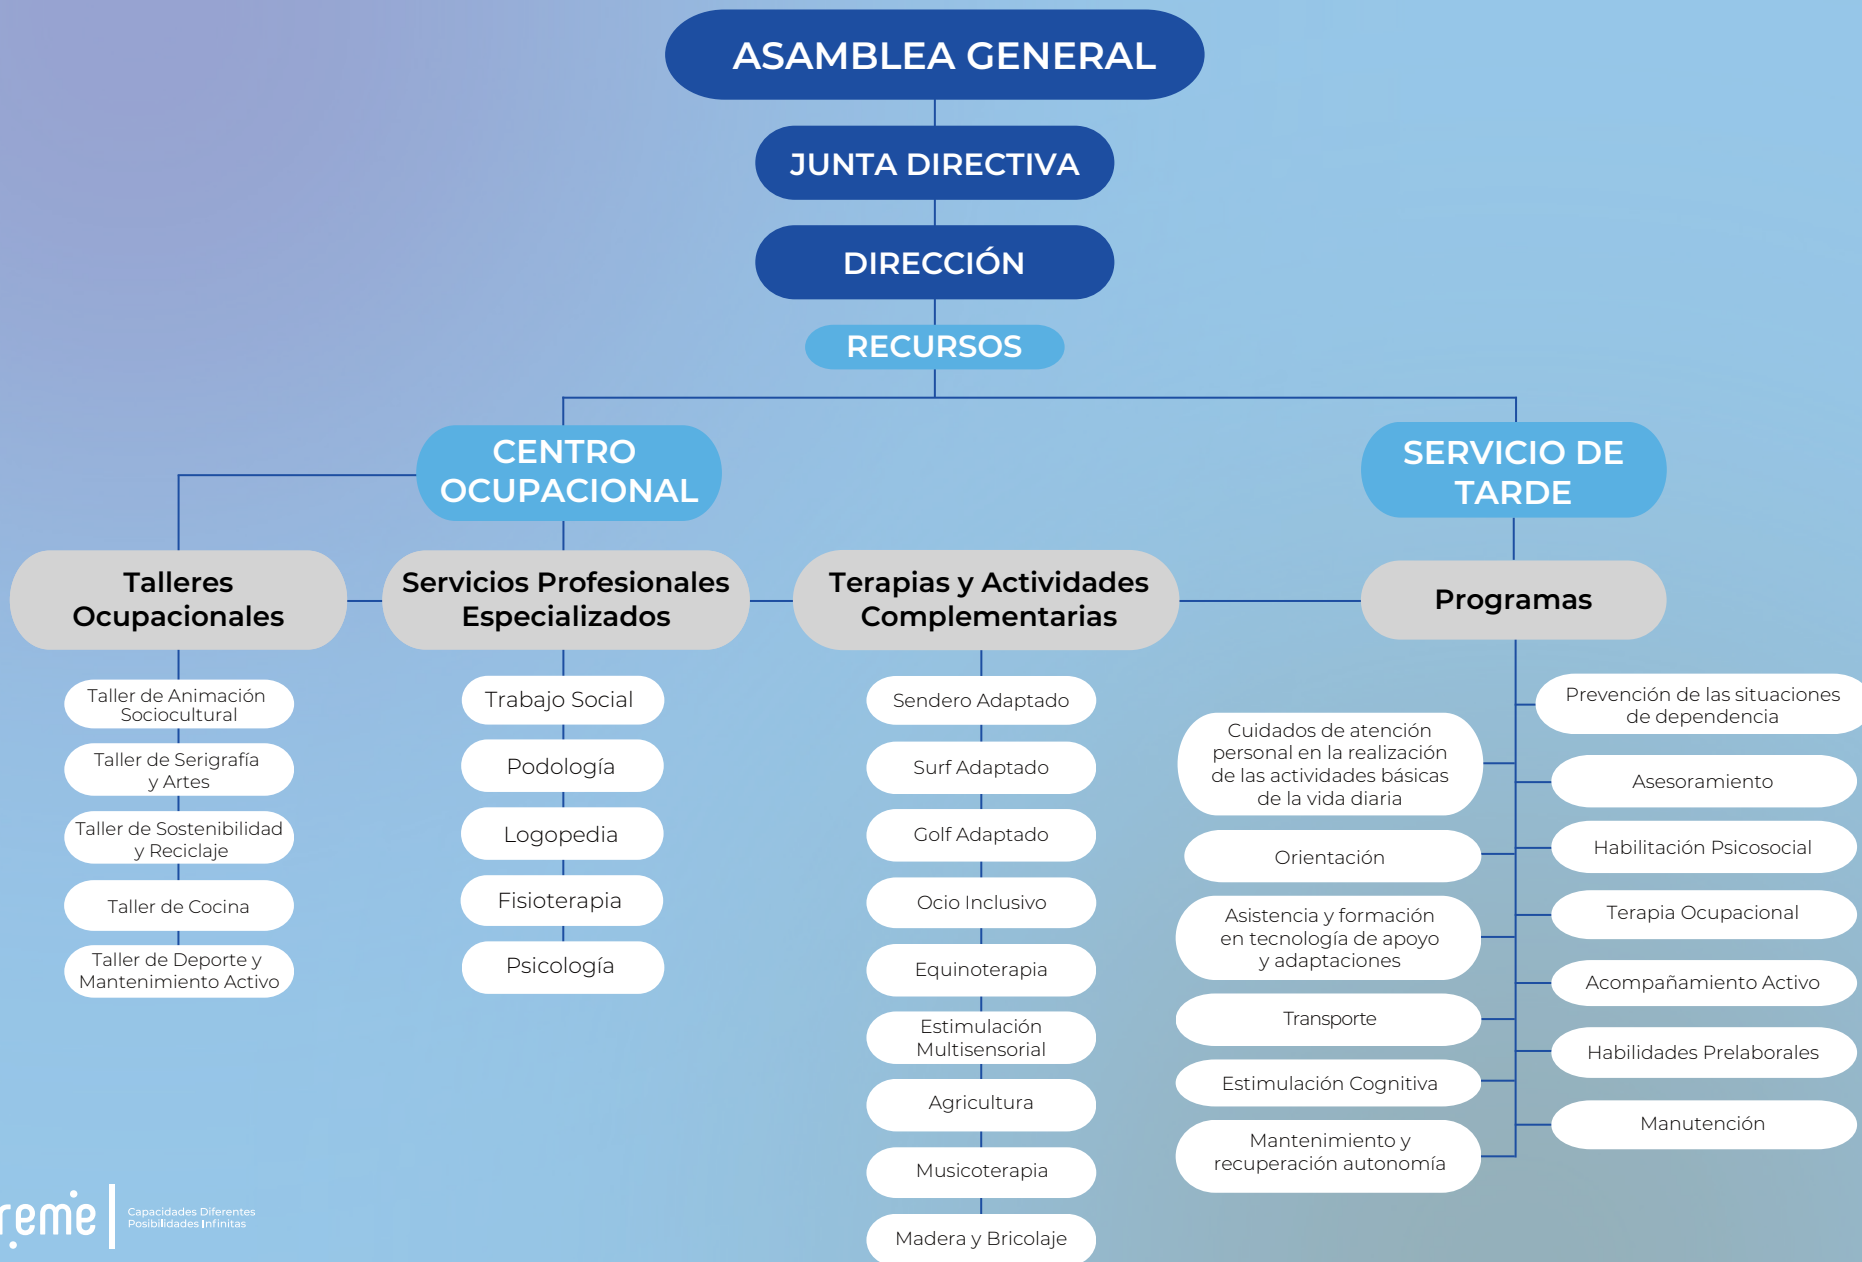 ASAMBLEA GENERAL
JUNTA DIRECTIVA
DIRECCIÓN
RECURSOS
CENTRO
OCUPACIONAL
SERVICIO DE
TARDE
Talleres
Ocupacionales
Servicios Profesionales
Especializados
Terapias y Actividades
Complementarias
Programas
Taller de Animación
Sociocultural
Taller de Serigrafía
y Artes
Taller de Sostenibilidad
y Reciclaje
Taller de Cocina
Taller de Deporte y
Mantenimiento Activo
Trabajo Social
Podología
Logopedia
Fisioterapia
Psicología
Sendero Adaptado
Surf Adaptado
Golf Adaptado
Ocio Inclusivo
Equinoterapia
Estimulación
Multisensorial
Agricultura
Musicoterapia
Madera y Bricolaje
Cuidados de atención
personal en la realización
de las actividades básicas
de la vida diaria
Orientación
Asistencia y formación
en tecnología de apoyo
y adaptaciones
Transporte
Estimulación Cognitiva
Mantenimiento y
recuperación autonomía
Prevención de las situaciones
de dependencia
Asesoramiento
Habilitación Psicosocial
Terapia Ocupacional
Acompañamiento Activo
Habilidades Prelaborales
Manutención
Capacidades Diferentes
Posibilidades Infinitas